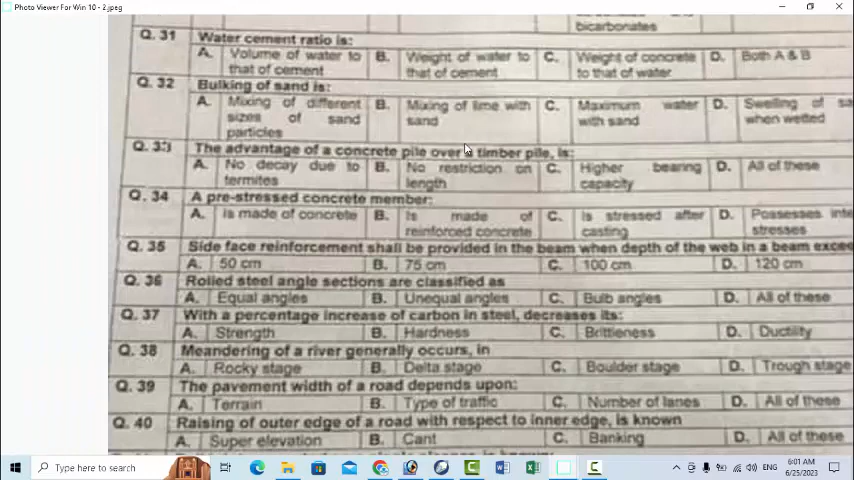 Photo Viewer For Win 10 - 2.jpeg
bicarbonates
Q. 31 Water cement ratio is:
A. Volume of water to B. Weight of water to C. Weight of concrete D. Both A & B
that of cement that of cement to that of water
Q. 32 Bulking of sand is:
A. Mixing of different B. Mixing of lime with C. Maximum water D. Swelling of
sizes of sand sand with sand when wetted
particles
Q. 33 The advantage of a concrete pile over a timber pile, is:
A. No decay due to B. No restriction on C. Higher bearing D. All of these
termites length capacity
Q. 34 A pre-stressed concrete member:
A. Is made of concrete B. Is made of C. Is stressed after D. Possesses
reinforced concrete casting stresses
Q. 35 Side face reinforcement shall be provided in the beam when depth of the web in a beam
A. 50 cm B. 75 cm C. 100 cm D. 120 cm
Q. 36 Rolled steel angle sections are classified as
A. Equal angles B. Unequal angles C. Bulb angles D. All of these
Q. 37 With a percentage increase of carbon in steel, decreases its:
A. Strength B. Hardness C. Brittleness D. Ductility
Q. 38 Meandering of a river generally occurs, in
A. Rocky stage B. Delta stage C. Boulder stage D. Trough stage
Q. 39 The pavement width of a road depends upon:
A. Terrain B. Type of traffic C. Number of lanes D. All of these
Q. 40 Raising of outer edge of a road with respect to inner edge, is known
A. Super elevation B. Cant C. Banking D. All of these
Type here to search
ENG
6:01 AM
6/25/2023